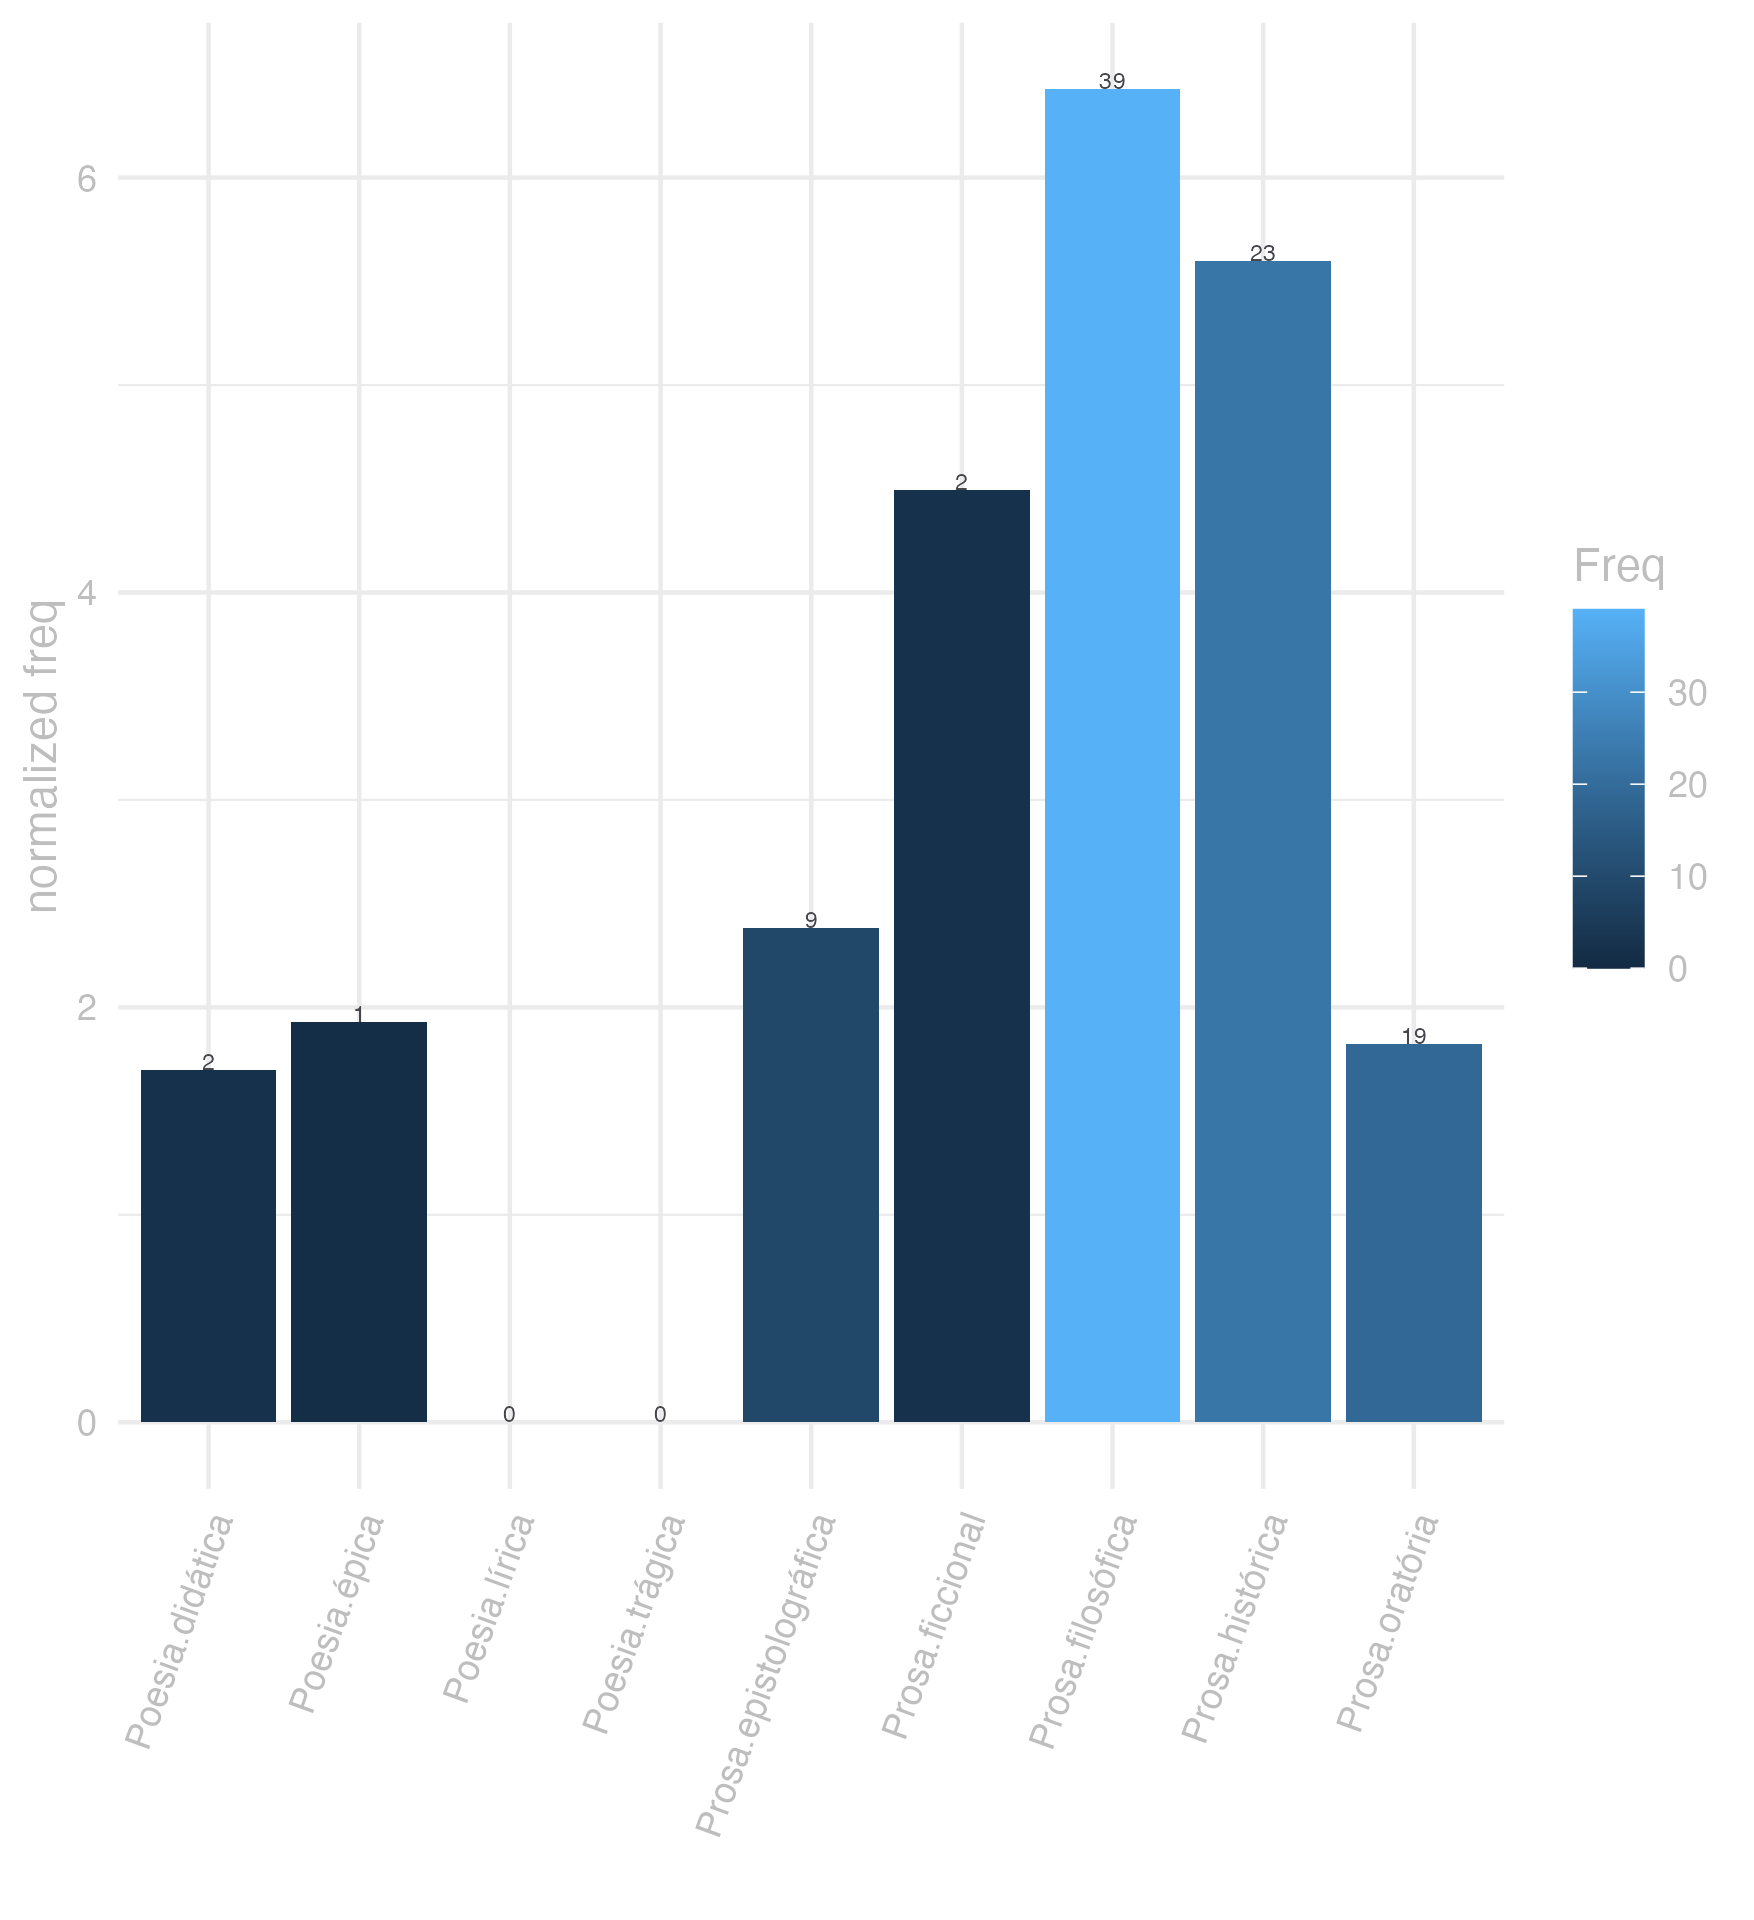 39
6
23
2
Freq
4
30
20
10
0
normalized freq
9
2
1
19
2
0
0
0
Poesia.didática
Poesia.épica
Poesia.lírica
Poesia.trágica
Prosa.epistolográfica
Prosa.ficcional
Prosa.filosófica
Prosa.histórica
Prosa.oratória